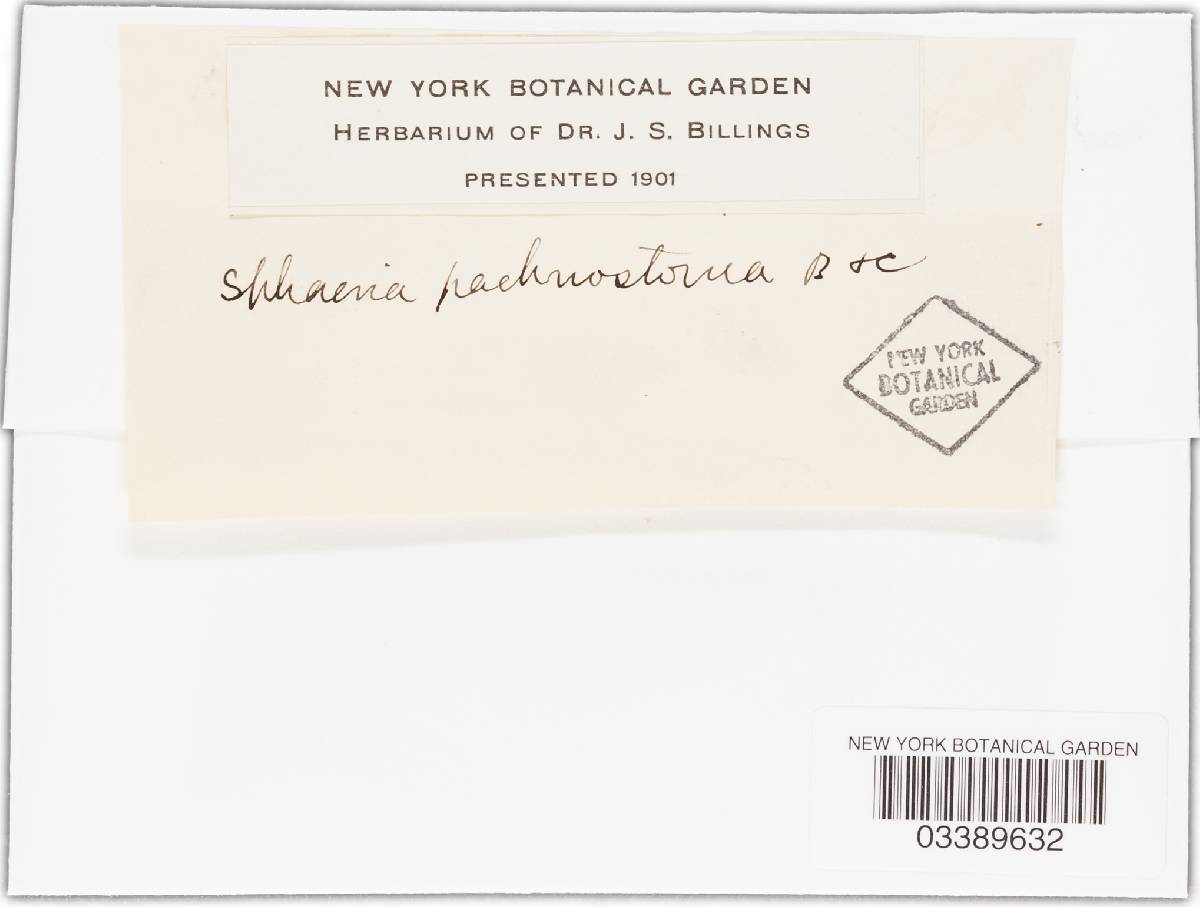 NEW YORK BOTANICAL GARDEN
HERBARIUM OF DR. J. S. BILLINGS
PRESENTED 1901
Sphaeria pachnostoma B & C
NEW YORK
BOTANICAL
GARDEN
NEW YORK BOTANICAL GARDEN
03389632